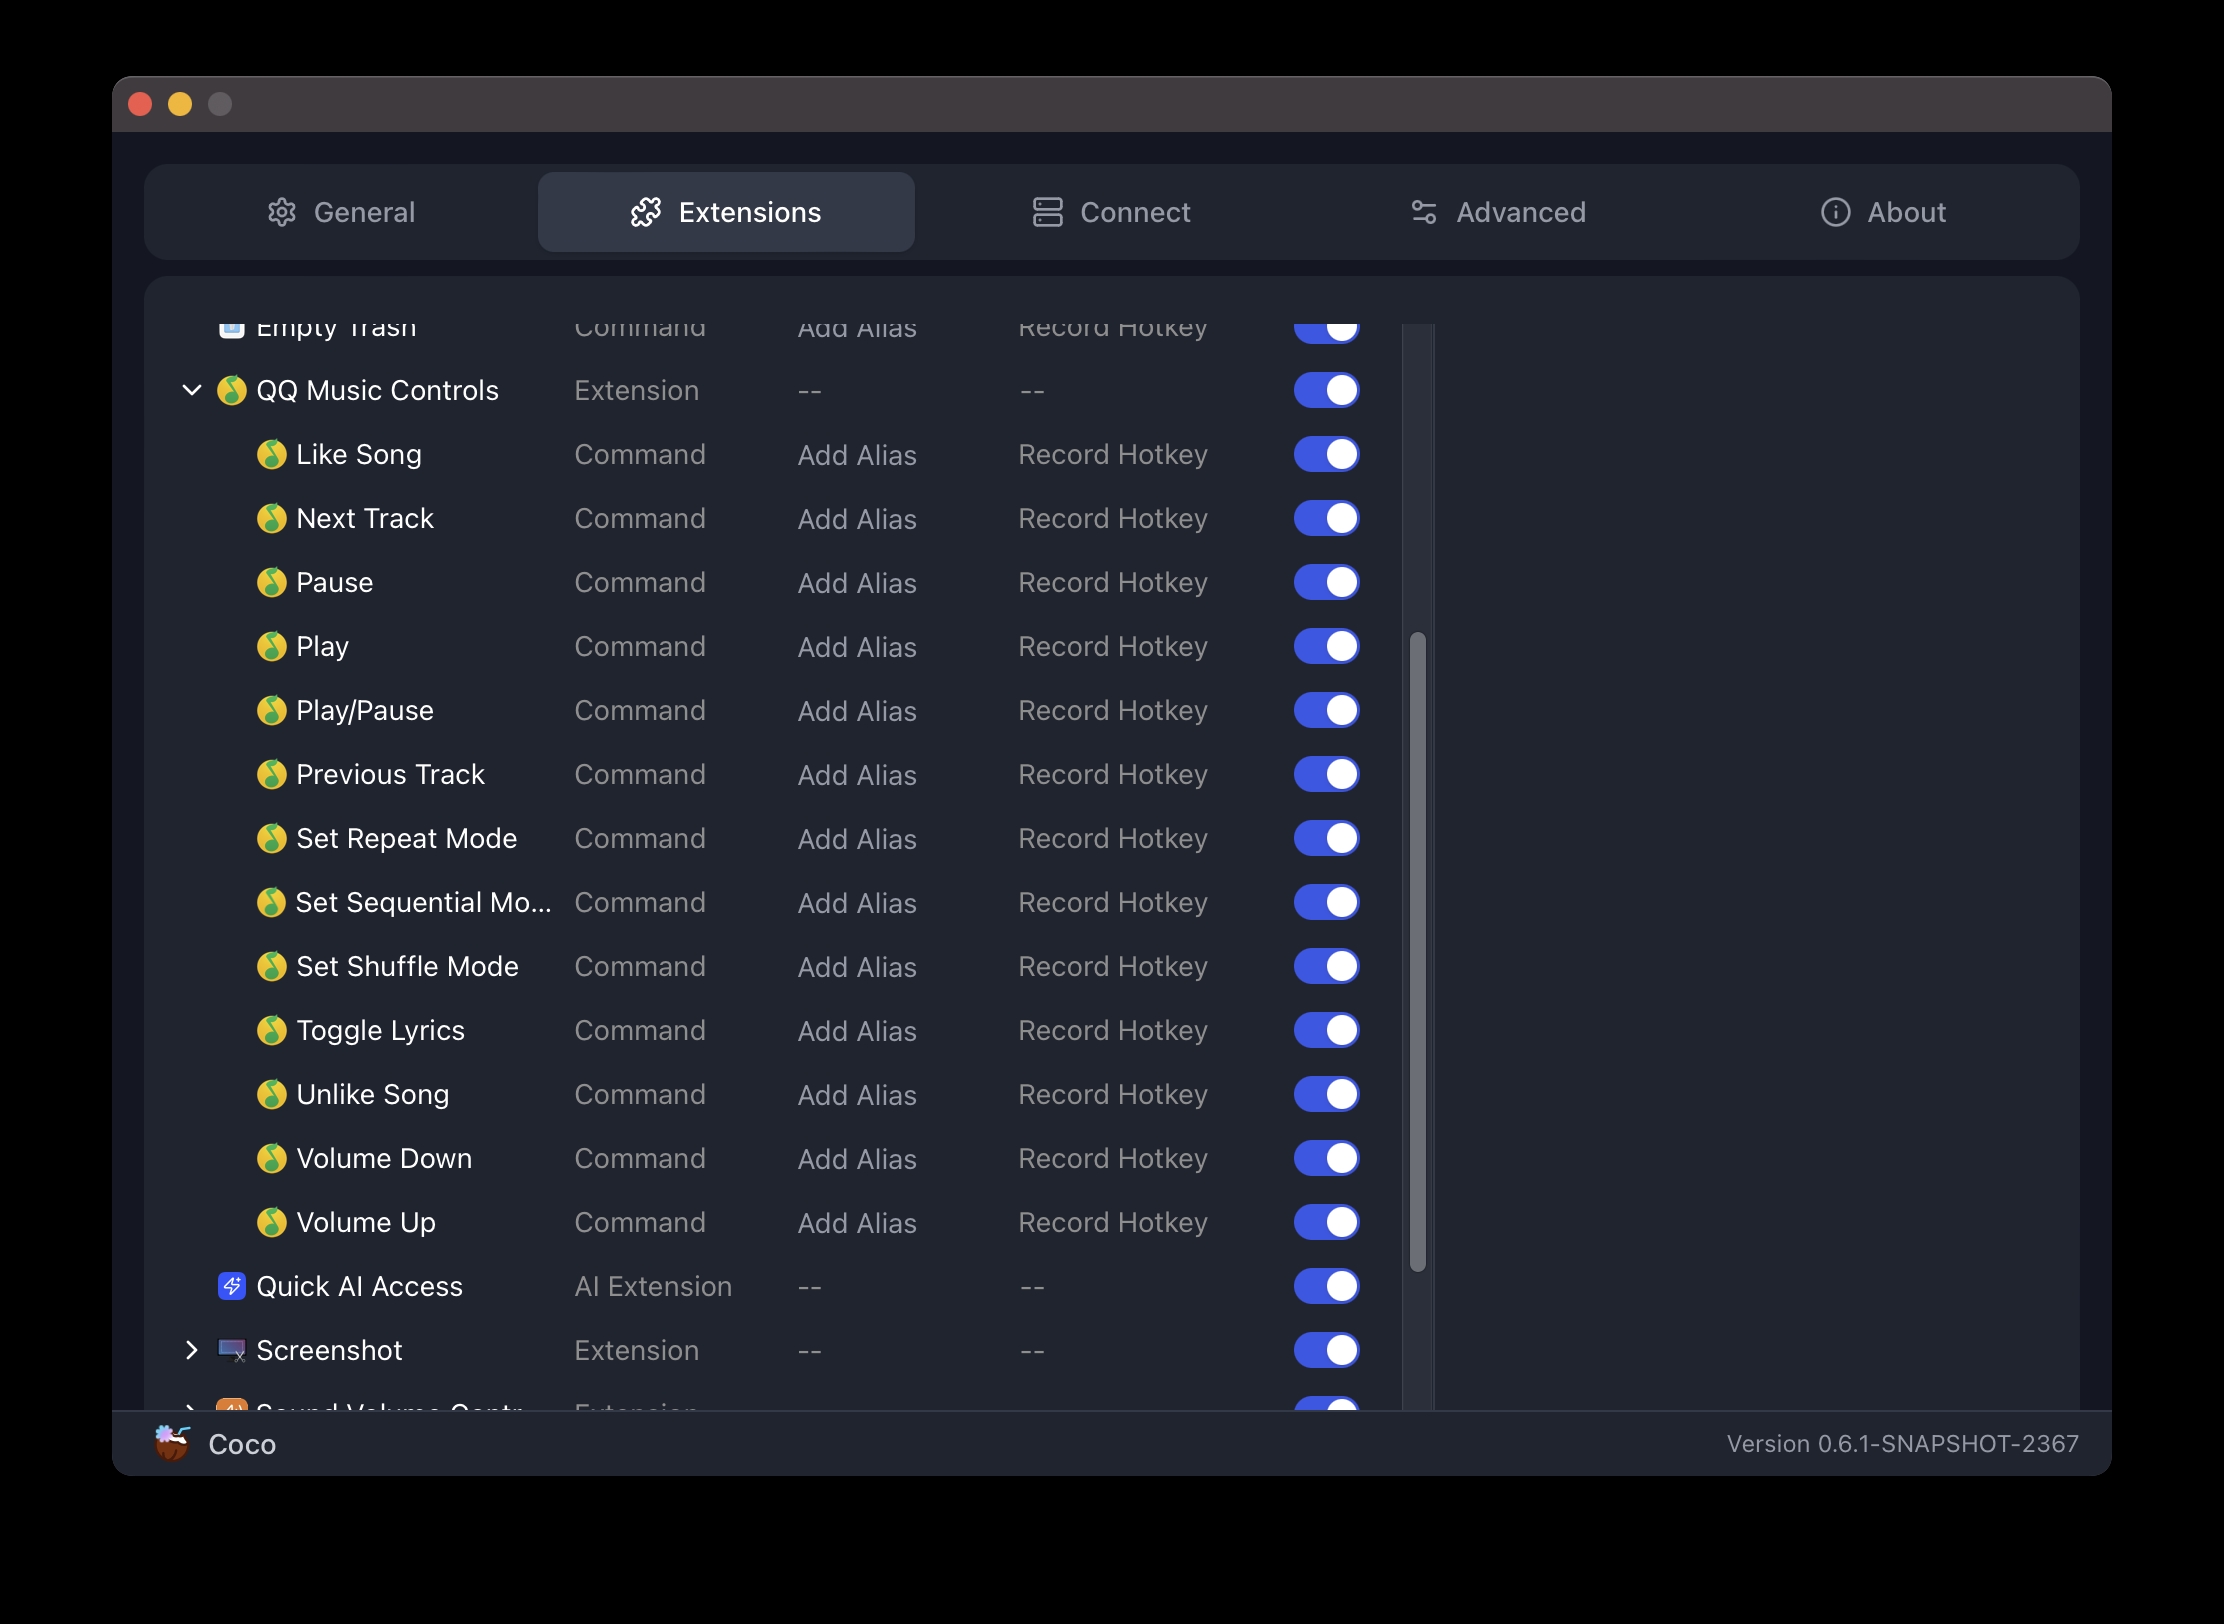 General Extensions Connect Advanced About
Empty Trash Command Add Alias Record Hotkey
QQ Music Controls Extension -- --
Like Song Command Add Alias Record Hotkey
Next Track Command Add Alias Record Hotkey
Pause Command Add Alias Record Hotkey
Play Command Add Alias Record Hotkey
Play/Pause Command Add Alias Record Hotkey
Previous Track Command Add Alias Record Hotkey
Set Repeat Mode Command Add Alias Record Hotkey
Set Sequential Mo... Command Add Alias Record Hotkey
Set Shuffle Mode Command Add Alias Record Hotkey
Toggle Lyrics Command Add Alias Record Hotkey
Unlike Song Command Add Alias Record Hotkey
Volume Down Command Add Alias Record Hotkey
Volume Up Command Add Alias Record Hotkey
Quick AI Access AI Extension -- --
Screenshot Extension -- --
Sound Volume Contr Extension
Coco Version 0.6.1-SNAPSHOT-2367